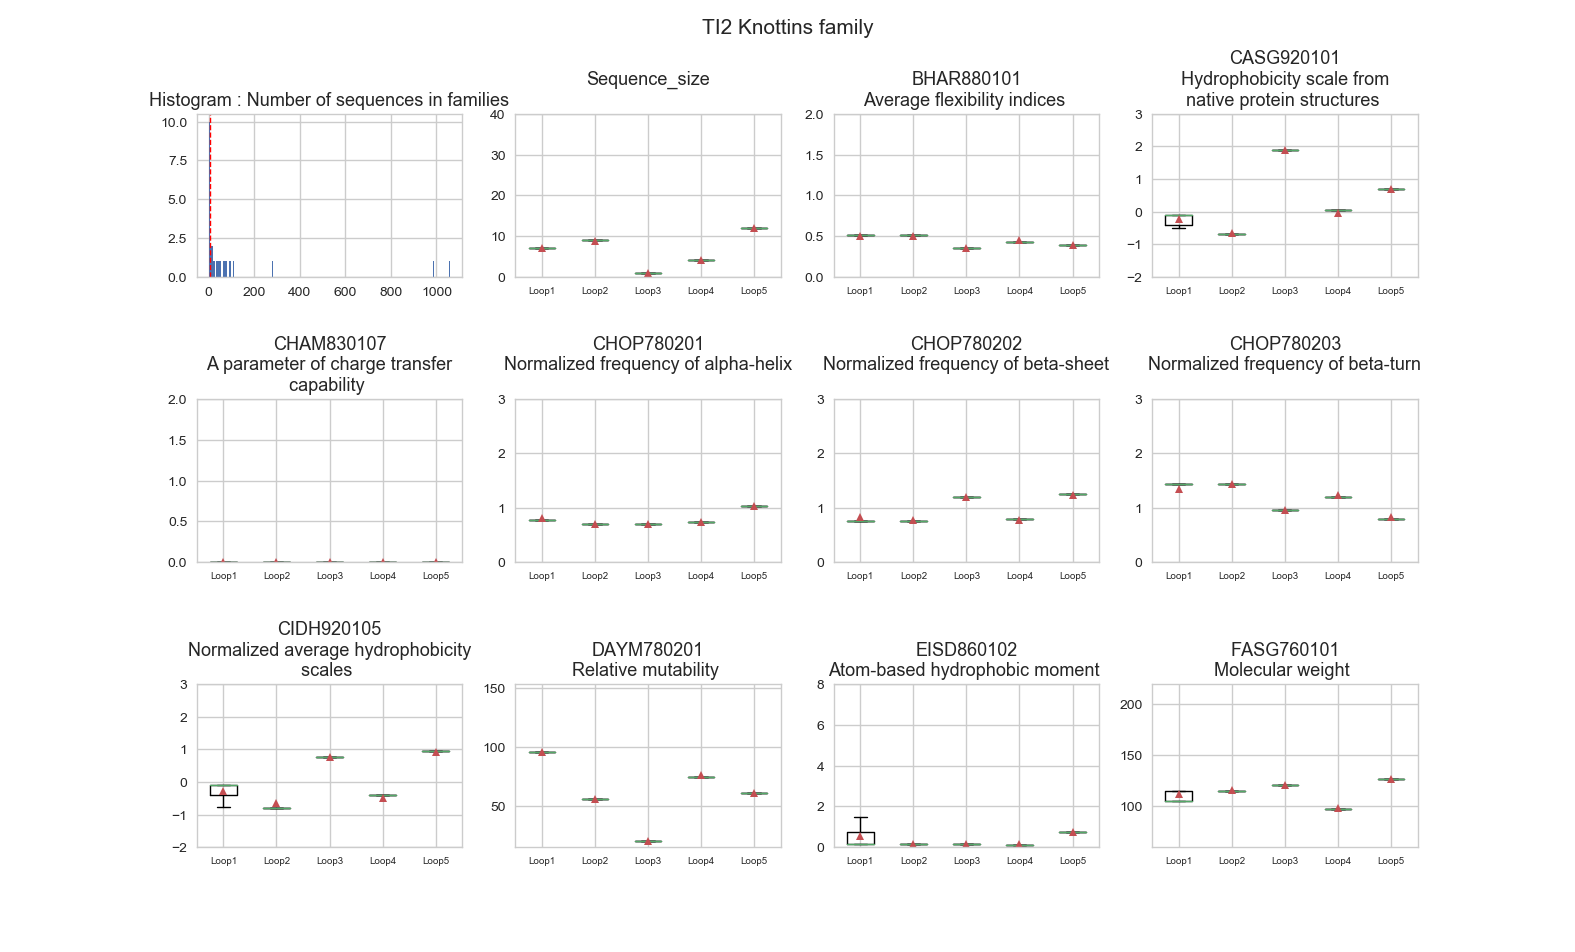 TI2 Knottins family
Histogram : Number of sequences in families
10.0
7.5
5.0
2.5
0.0
0 200 400 600 800 1000
Sequence_size
40
30
20
10
0
Loop1 Loop2 Loop3 Loop4 Loop5
BHAR880101
Average flexibility indices
2.0
1.5
1.0
0.5
0.0
Loop1 Loop2 Loop3 Loop4 Loop5
CASG920101
Hydrophobicity scale from
native protein structures
3
2
1
0
−1
−2
Loop1 Loop2 Loop3 Loop4 Loop5
CHAM830107
A parameter of charge transfer
capability
2.0
1.5
1.0
0.5
0.0
Loop1 Loop2 Loop3 Loop4 Loop5
CHOP780201
Normalized frequency of alpha-helix
3
2
1
0
Loop1 Loop2 Loop3 Loop4 Loop5
CHOP780202
Normalized frequency of beta-sheet
3
2
1
0
Loop1 Loop2 Loop3 Loop4 Loop5
CHOP780203
Normalized frequency of beta-turn
3
2
1
0
Loop1 Loop2 Loop3 Loop4 Loop5
CIDH920105
Normalized average hydrophobicity
scales
3
2
1
0
−1
−2
Loop1 Loop2 Loop3 Loop4 Loop5
DAYM780201
Relative mutability
150
100
50
Loop1 Loop2 Loop3 Loop4 Loop5
EISD860102
Atom-based hydrophobic moment
8
6
4
2
0
Loop1 Loop2 Loop3 Loop4 Loop5
FASG760101
Molecular weight
200
150
100
Loop1 Loop2 Loop3 Loop4 Loop5